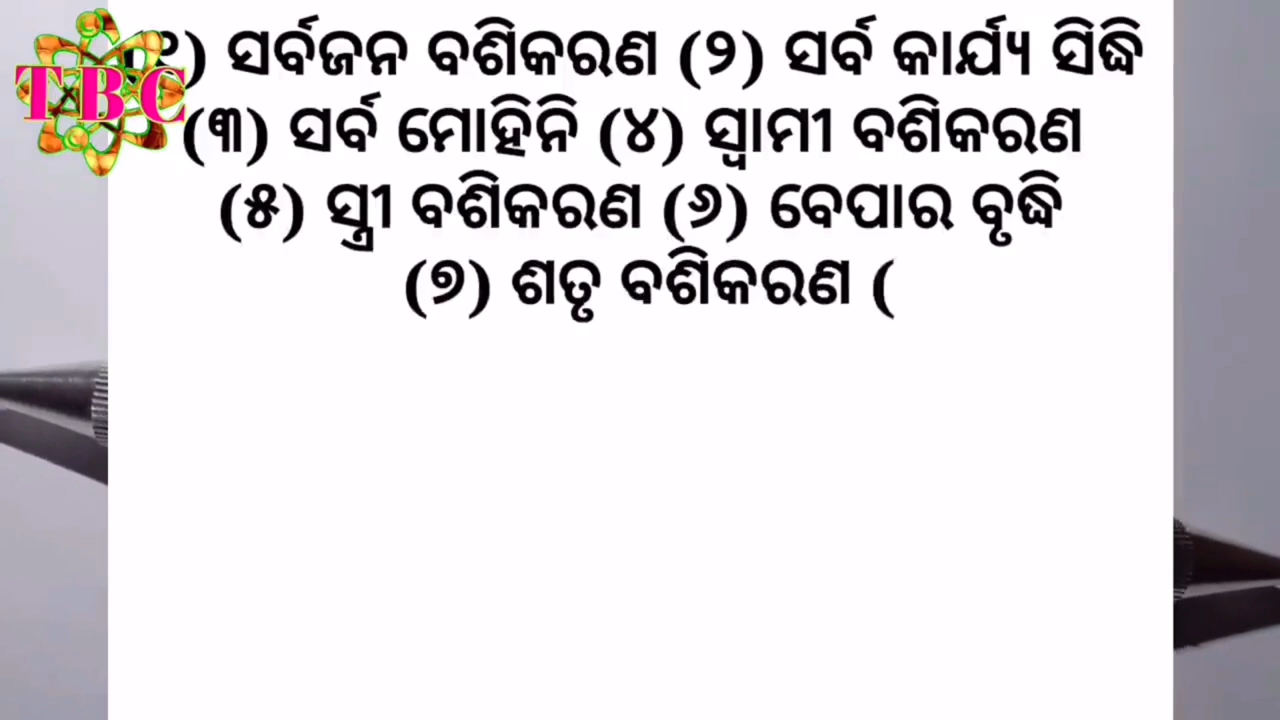 TBC
୧) ସର୍ବଜନ ବଶିକରଣ (୨) ସର୍ବ କାର୍ଯ୍ୟ ସିଦ୍ଧି
(୩) ସର୍ବ ମୋହିନି (୪) ସ୍ୱାମୀ ବଶିକରଣ
(୫) ସ୍ତ୍ରୀ ବଶିକରଣ (୬) ବେପାର ବୃଦ୍ଧି
(୭) ଶତୃ ବଶିକରଣ (